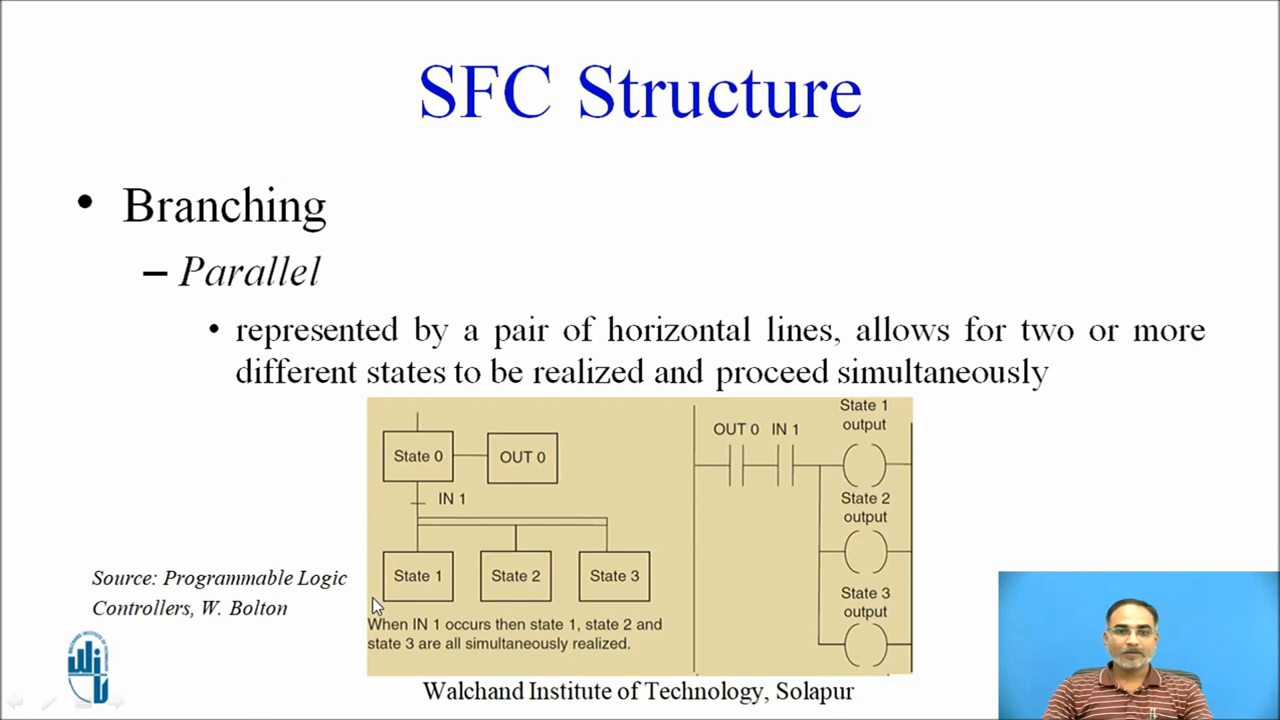 SFC Structure
• Branching
– Parallel
• represented by a pair of horizontal lines, allows for two or more
different states to be realized and proceed simultaneously
State 0
OUT 0
IN 1
State 1
State 2
State 3
When IN 1 occurs then state 1, state 2 and
state 3 are all simultaneously realized.
OUT 0
IN 1
State 1
output
State 2
output
State 3
output
Source: Programmable Logic
Controllers, W. Bolton
Walchand Institute of Technology, Solapur